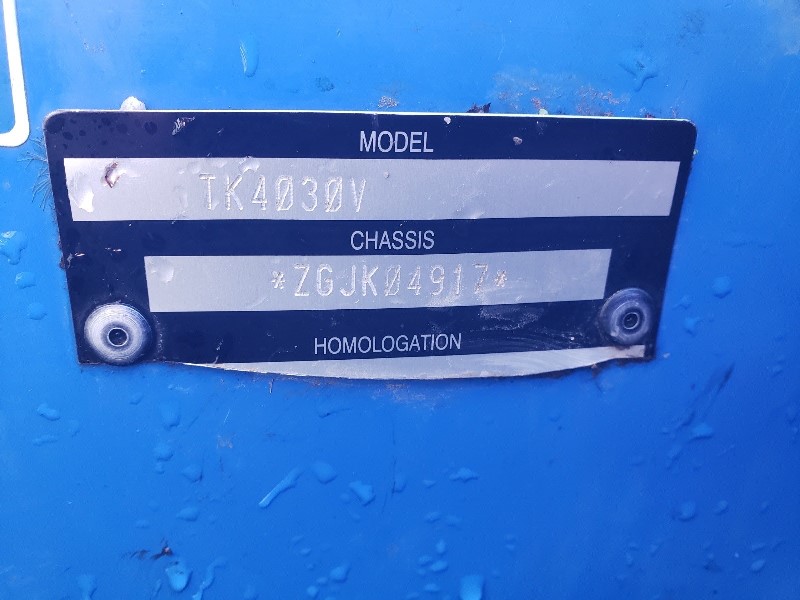 MODEL
TK4030V
CHASSIS
*ZGJK04917*
HOMOLOGATION